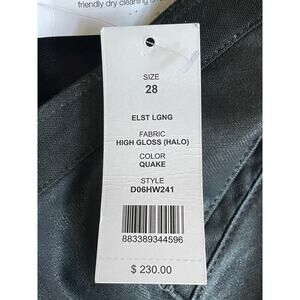 friendly dry cleaning
SIZE
28
ELST LGNG
FABRIC
HIGH GLOSS (HALO)
COLOR
QUAKE
STYLE
D06HW241
883389344596
$ 230.00